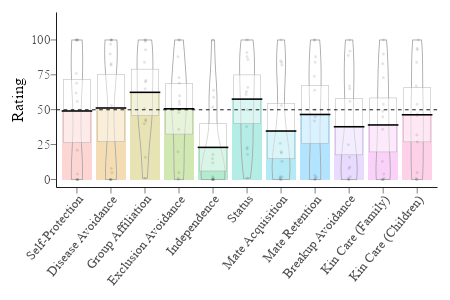 100
75
50
25
0
Rating
Self-Protection
Disease Avoidance
Group Affiliation
Exclusion Avoidance
Independence
Status
Mate Acquisition
Mate Retention
Breakup Avoidance
Kin Care (Family)
Kin Care (Children)